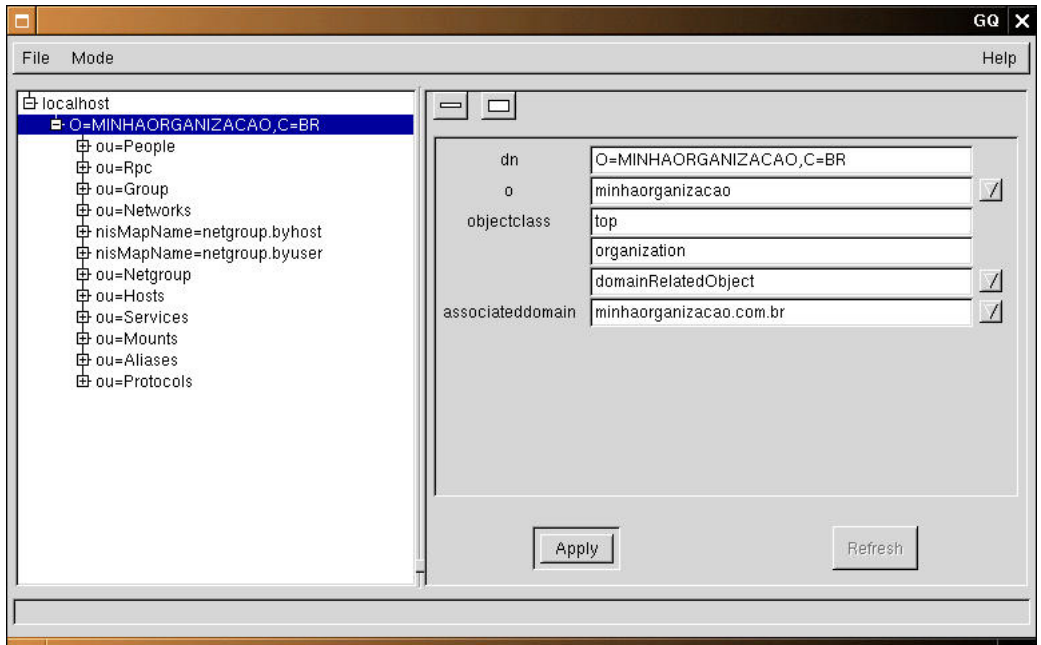 GQ
File Mode Help
localhost
O=MINHAORGANIZACAO,C=BR
ou=People
ou=Rpc
ou=Group
ou=Networks
nisMapName=netgroup.byhost
nisMapName=netgroup.byuser
ou=Netgroup
ou=Hosts
ou=Services
ou=Mounts
ou=Aliases
ou=Protocols
dn O=MINHAORGANIZACAO,C=BR
o minhaorganizacao
objectclass top
organization
domainRelatedObject
associateddomain minhaorganizacao.com.br
Apply Refresh